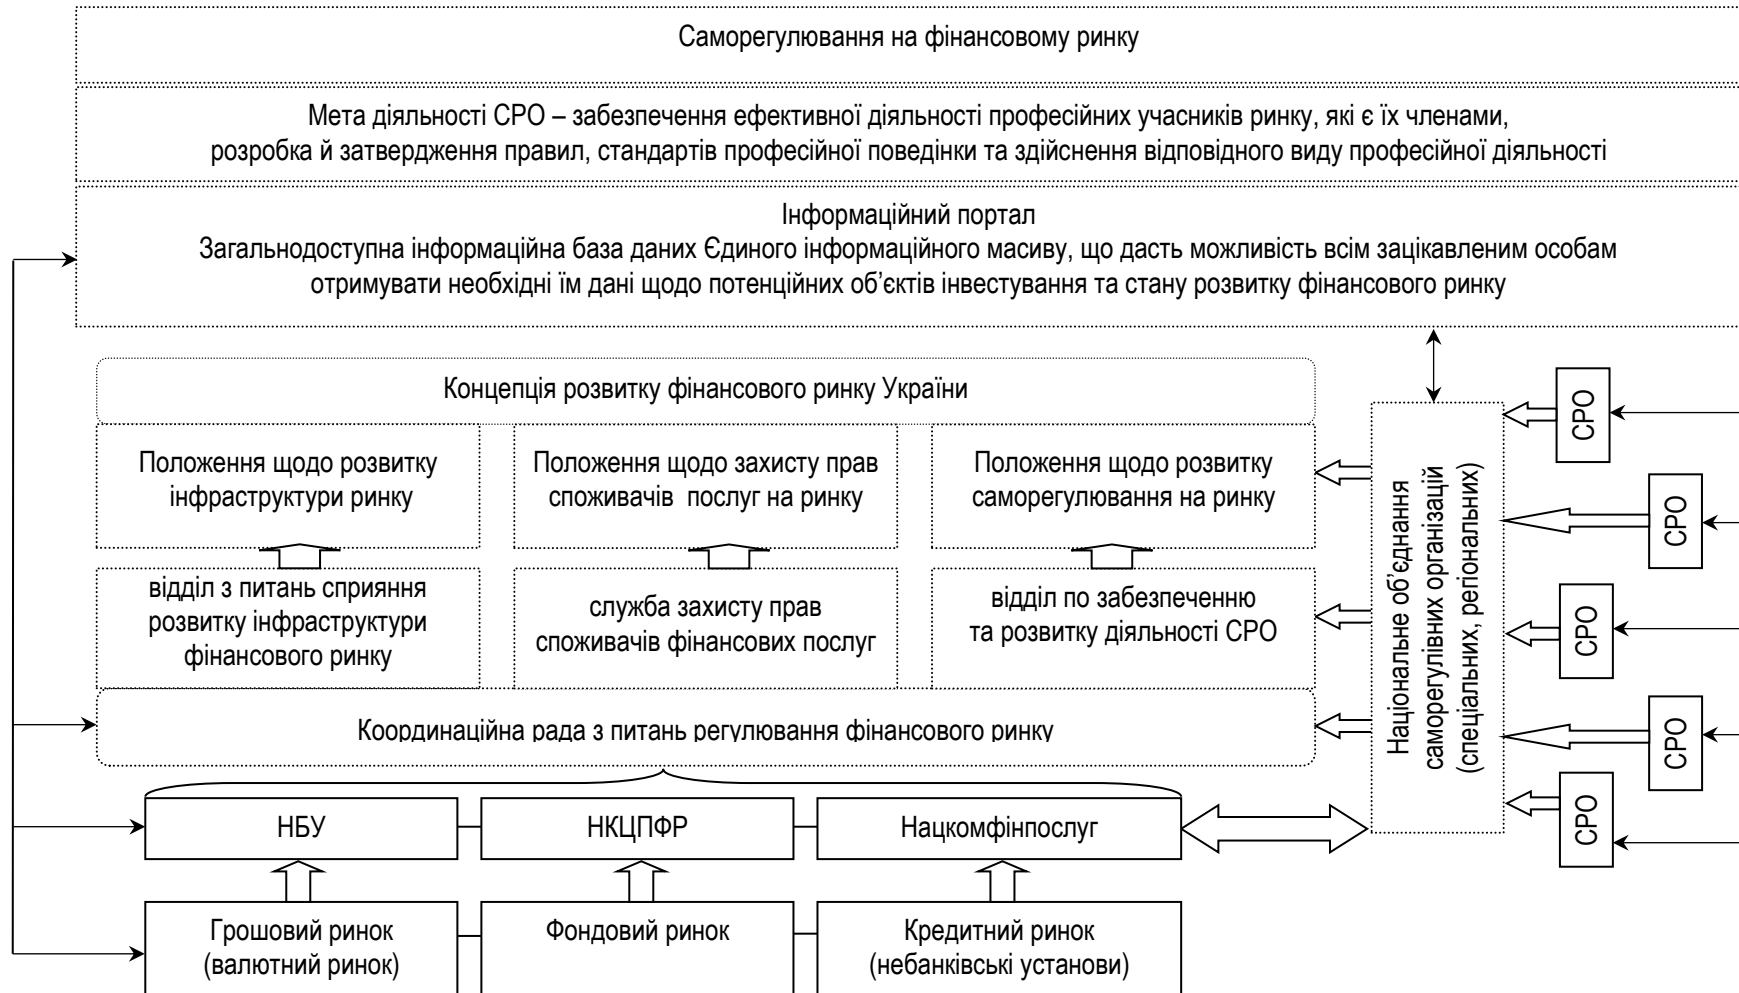 Саморегулювання на фінансовому ринку
Мета діяльності СРО – забезпечення ефективної діяльності професійних учасників ринку, які є їх членами,
розробка й затвердження правил, стандартів професійної поведінки та здійснення відповідного виду професійної діяльності
Інформаційний портал
Загальнодоступна інформаційна база даних Єдиного інформаційного масиву, що дасть можливість всім зацікавленим особам
отримувати необхідні їм дані щодо потенційних об’єктів інвестування та стану розвитку фінансового ринку
Концепція розвитку фінансового ринку України
Положення щодо розвитку
інфраструктури ринку
Положення щодо захисту прав
споживачів послуг на ринку
Положення щодо розвитку
саморегулювання на ринку
відділ з питань сприяння
розвитку інфраструктури
фінансового ринку
служба захисту прав
споживачів фінансових послуг
відділ по забезпеченню
та розвитку діяльності СРО
Координаційна рада з питань регулювання фінансового ринку
НБУ
НКЦПФР
Нацкомфінпослуг
Грошовий ринок
(валютний ринок)
Фондовий ринок
Кредитний ринок
(небанківські установи)
Національне об’єднання
саморегулівних організацій
(спеціальних, регіональних)
СРО
СРО
СРО
СРО
СРО